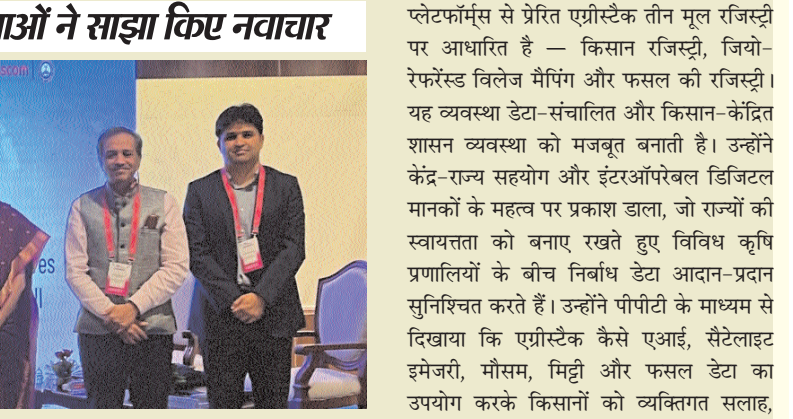 ने साझा किए नवाचार
प्लेटफॉर्म्स से प्रेरित एग्रीस्टैक तीन मूल रजिस्ट्री
पर आधारित है — किसान रजिस्ट्री, जियो-
रेफरेंस्ड विलेज मैपिंग और फसल की रजिस्ट्री।
यह व्यवस्था डेटा-संचालित और किसान-केंद्रित
शासन व्यवस्था को मजबूत बनाती है। उन्होंने
केंद्र-राज्य सहयोग और इंटरऑपरेबल डिजिटल
मानकों के महत्व पर प्रकाश डाला, जो राज्यों की
स्वायत्तता को बनाए रखते हुए विविध कृषि
प्रणालियों के बीच निर्बाध डेटा आदान-प्रदान
सुनिश्चित करते हैं। उन्होंने पीपीटी के माध्यम से
दिखाया कि एग्रीस्टैक कैसे एआई, सैटेलाइट
इमेजरी, मौसम, मिट्टी और फसल डेटा का
उपयोग करके किसानों को व्यक्तिगत सलाह,